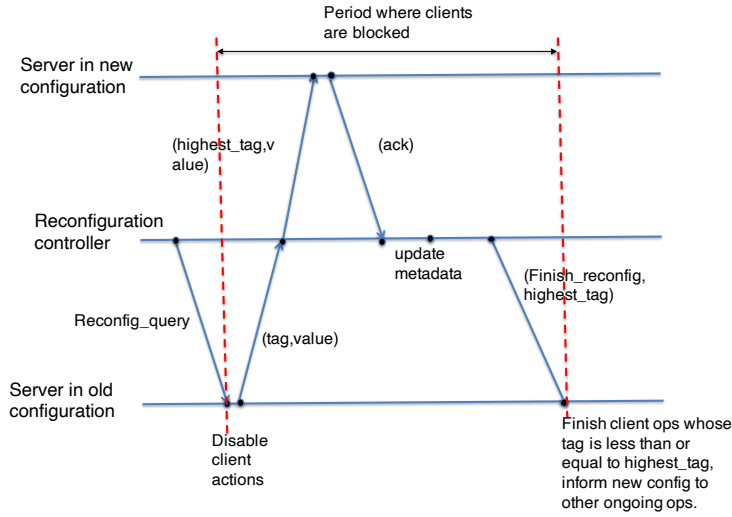 Period where clients
are blocked
Server in new
configuration
(highest_tag,v
alue)
(ack)
Reconfiguration
controller
update
metadata
(Finish_reconfig,
highest_tag)
Reconfig_query
(tag,value)
Server in old
configuration
Disable
client
actions
Finish client ops whose
tag is less than or
equal to highest_tag,
inform new config to
other ongoing ops.